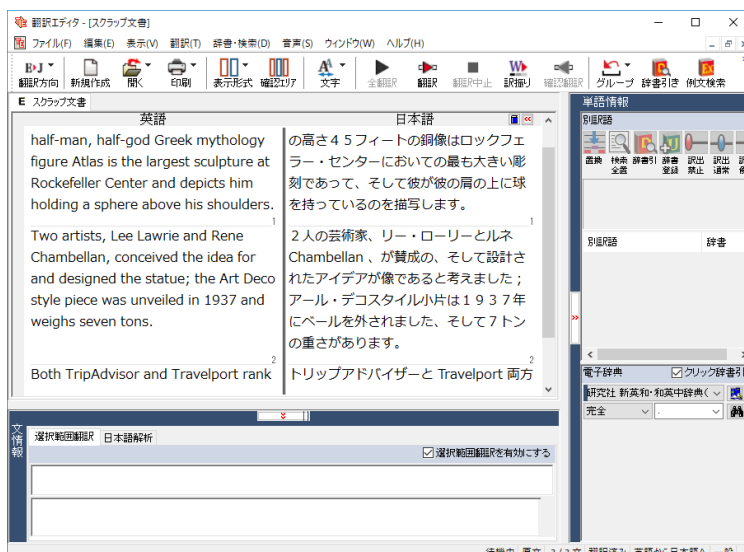 翻訳エディタ - [スクラップ文書]
ファイル(F) 編集(E) 表示(V) 翻訳(T) 辞書・検索(D) 音声(S) ウィンドウ(W) ヘルプ(H)
翻訳方向 新規作成 開く 印刷 表示形式 確認エリア 文字 全翻訳 翻訳 翻訳中止 訳振り 確認翻訳 グループ 辞書引き 例文検索
E スクラップ文書
英語
half-man, half-god Greek mythology
figure Atlas is the largest sculpture at
Rockefeller Center and depicts him
holding a sphere above his shoulders.
1
Two artists, Lee Lawrie and Rene
Chambellan, conceived the idea for
and designed the statue; the Art Deco
style piece was unveiled in 1937 and
weighs seven tons.
2
Both TripAdvisor and Travelport rank
日本語
の高さ４５フィートの銅像はロックフェ
ラー・センターにおいての最も大きい彫
刻であって、そして彼が彼の肩の上に球
を持っているのを描写します。
1
２人の芸術家、リー・ローリーとルネ
Chambellan 、が賛成の、そして設計さ
れたアイデアが像であると考えました；
アール・デコスタイル小片は１９３７年
にベールを外されました、そして７トン
の重さがあります。
2
トリップアドバイザーと Travelport 両方
単語情報
別訳語
置換 検索全置 辞書引 辞書登録 訳出禁止 訳出通常
別訳語 辞書
電子辞典 クリック辞書引
研究社 新英和・和英中辞典(
完全
文情報
選択範囲翻訳 日本語解析
選択範囲翻訳を有効にする